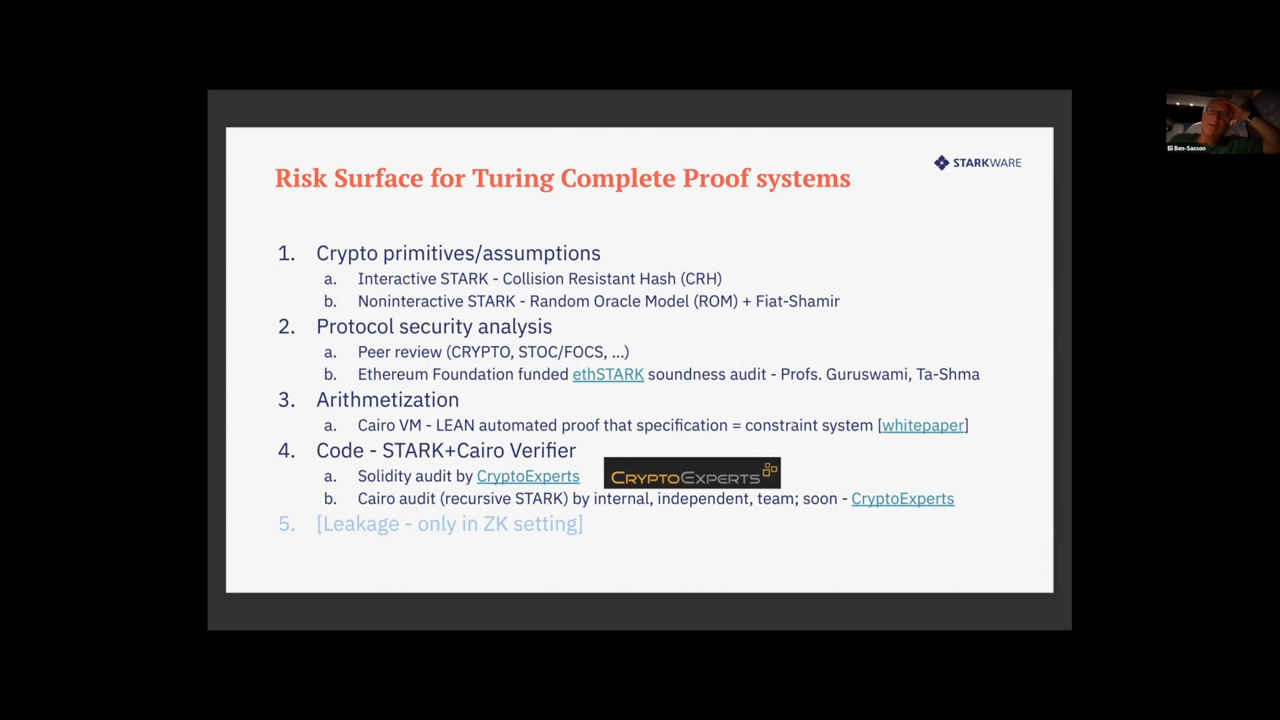 STARKWARE
Risk Surface for Turing Complete Proof systems
1. Crypto primitives/assumptions
a. Interactive STARK - Collision Resistant Hash (CRH)
b. Noninteractive STARK - Random Oracle Model (ROM) + Fiat-Shamir
2. Protocol security analysis
a. Peer review (CRYPTO, STOC/FOCS, ...)
b. Ethereum Foundation funded ethSTARK soundness audit - Profs. Guruswami, Ta-Shma
3. Arithmetization
a. Cairo VM - LEAN automated proof that specification = constraint system [whitepaper]
4. Code - STARK+Cairo Verifier
a. Solidity audit by CryptoExperts
CRYPTOEXPERTS
b. Cairo audit (recursive STARK) by internal, independent, team; soon - CryptoExperts
5. [Leakage - only in ZK setting]
Eli Ben-Sasson